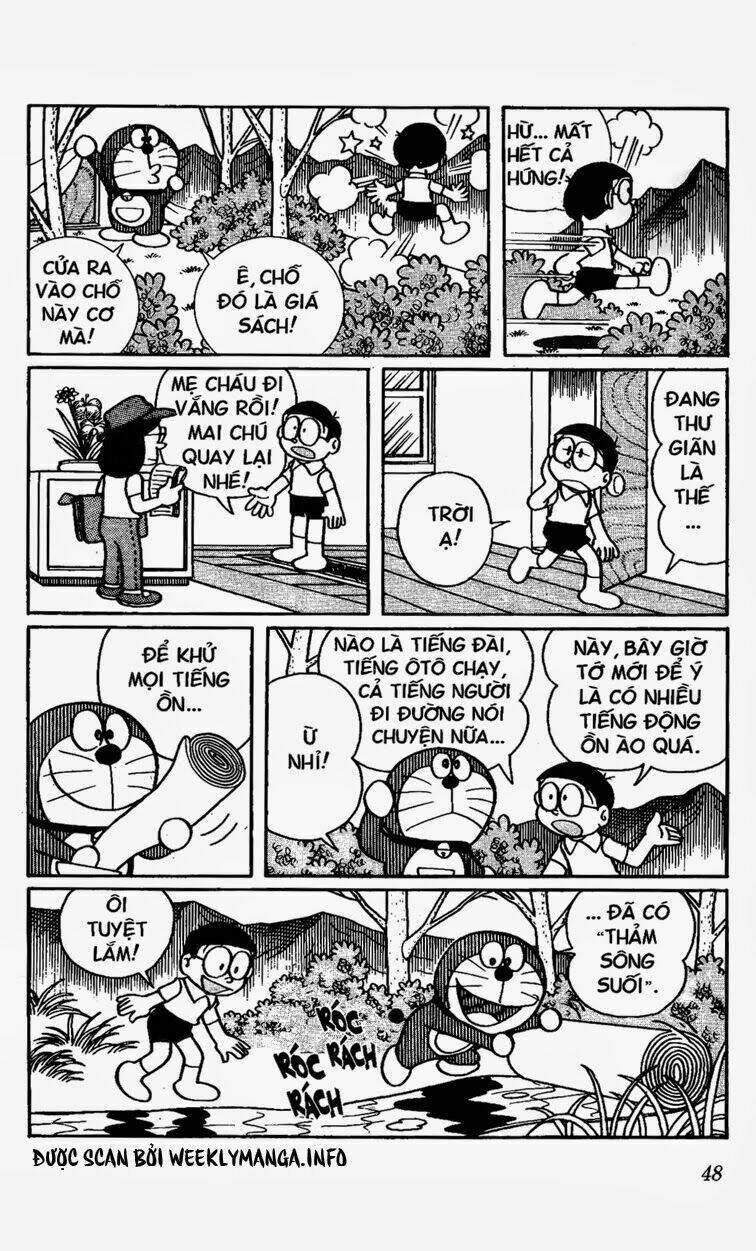 HỪ... MẤT
HẾT CẢ
HỨNG!
Ê, CHỖ
ĐÓ LÀ GIÁ
SÁCH!
CỬA RA
VÀO CHỖ
NÀY CƠ
MÀ!
ĐANG
THƯ
GIÃN
LÀ
THẾ
...
TRỜI
Ạ!
MẸ CHÁU ĐI
VẮNG RỒI!
MAI CHÚ
QUAY LẠI
NHÉ!
NÀY, BÂY GIỜ
TỚ MỚI ĐỂ Ý
LÀ CÓ NHIỀU
TIẾNG ĐỘNG
ỒN ÀO QUÁ.
NÀO LÀ TIẾNG ĐÀI,
TIẾNG ÔTÔ CHẠY,
CẢ TIẾNG NGƯỜI
ĐI ĐƯỜNG NÓI
CHUYỆN NỮA...
Ừ
NHỈ!
ĐỂ KHỬ
MỌI TIẾNG
ỒN...
... ĐÃ CÓ
“THẢM
SÔNG
SUỐI”.
RÓC
RÁCH
RÓC
RÁCH
ÔI
TUYỆT
LẮM!
ĐƯỢC SCAN BỞI WEEKLYMANGA.INFO
48